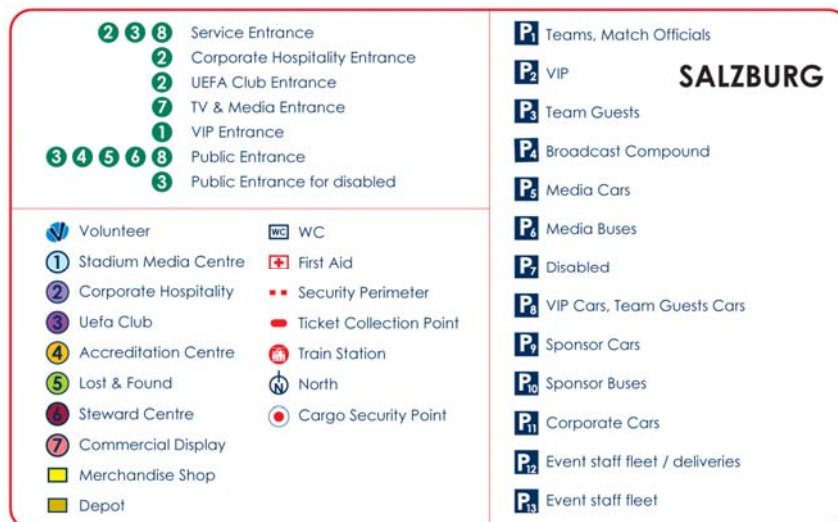 2 3 8 Service Entrance
2 Corporate Hospitality Entrance
2 UEFA Club Entrance
7 TV & Media Entrance
1 VIP Entrance
3 4 5 6 8 Public Entrance
3 Public Entrance for disabled
Volunteer
1 Stadium Media Centre
2 Corporate Hospitality
3 Uefa Club
4 Accreditation Centre
5 Lost & Found
6 Steward Centre
7 Commercial Display
Merchandise Shop
Depot
WC WC
First Aid
Security Perimeter
Ticket Collection Point
Train Station
N North
Cargo Security Point
SALZBURG
P1 Teams, Match Officials
P2 VIP
P3 Team Guests
P4 Broadcast Compound
P5 Media Cars
P6 Media Buses
P7 Disabled
P8 VIP Cars, Team Guests Cars
P9 Sponsor Cars
P10 Sponsor Buses
P11 Corporate Cars
P12 Event staff fleet / deliveries
P13 Event staff fleet